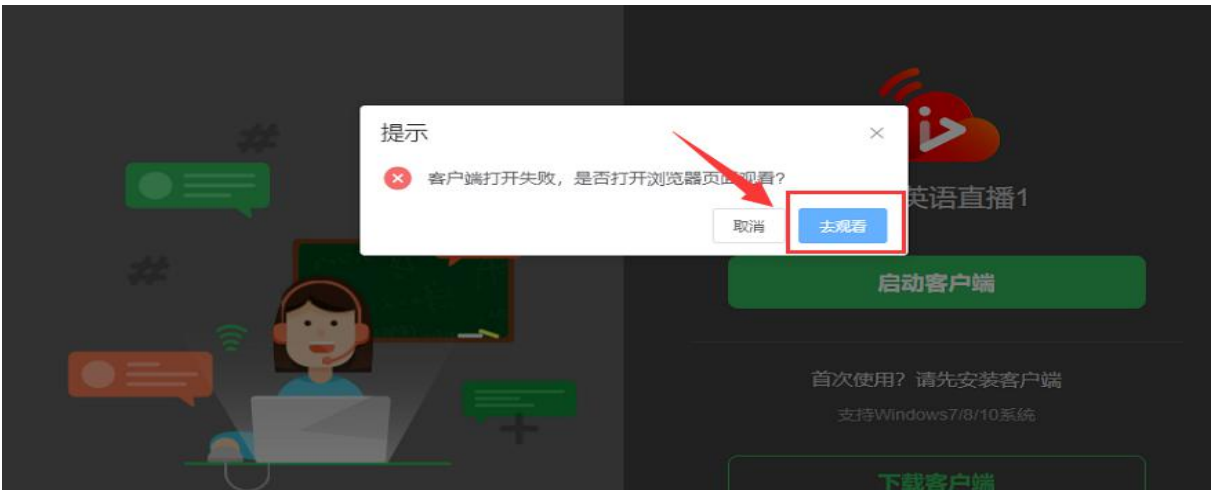 提示
客户端打开失败，是否打开浏览器页面观看?
取消
去观看
英语直播1
启动客户端
首次使用？请先安装客户端
支持Windows7/8/10系统
下载客户端